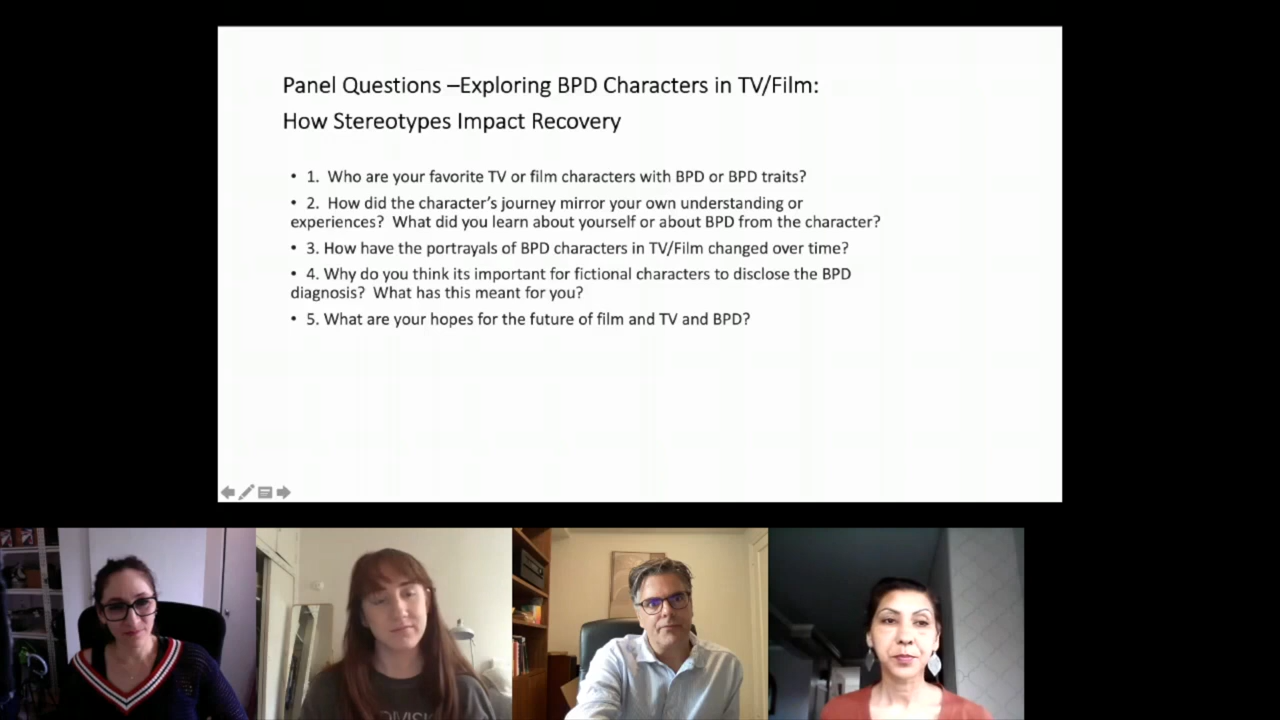 Panel Questions –Exploring BPD Characters in TV/Film:
How Stereotypes Impact Recovery
• 1. Who are your favorite TV or film characters with BPD or BPD traits?
• 2. How did the character's journey mirror your own understanding or
experiences? What did you learn about yourself or about BPD from the character?
• 3. How have the portrayals of BPD characters in TV/Film changed over time?
• 4. Why do you think its important for fictional characters to disclose the BPD
diagnosis? What has this meant for you?
• 5. What are your hopes for the future of film and TV and BPD?